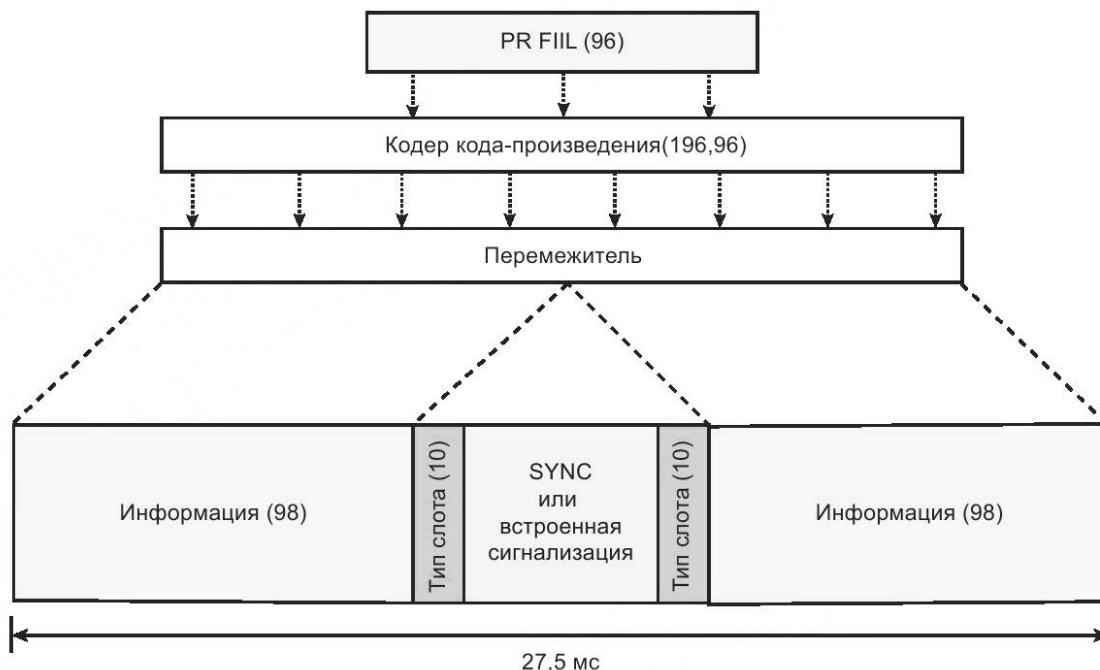 PR FIIL (96)
Кодер кода-произведения(196,96)
Перемежитель
Информация (98)
Тип слота (10)
SYNC
или
встроенная
сигнализация
Тип слота (10)
Информация (98)
27.5 мс